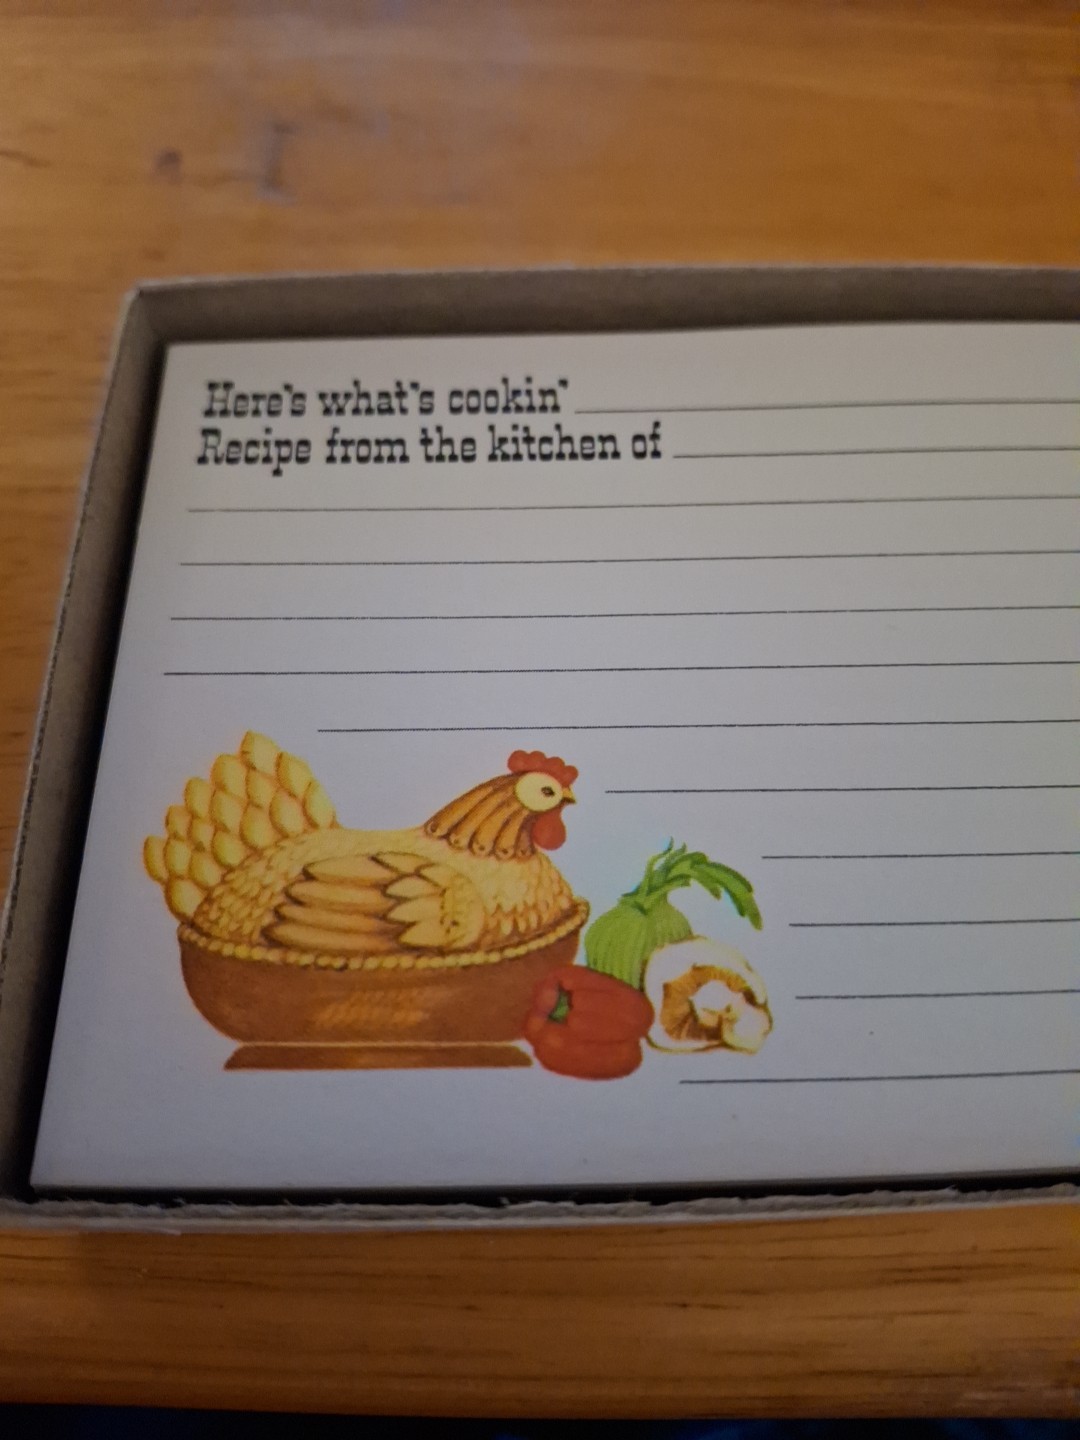 Here's what's cookin'
Recipe from the kitchen of